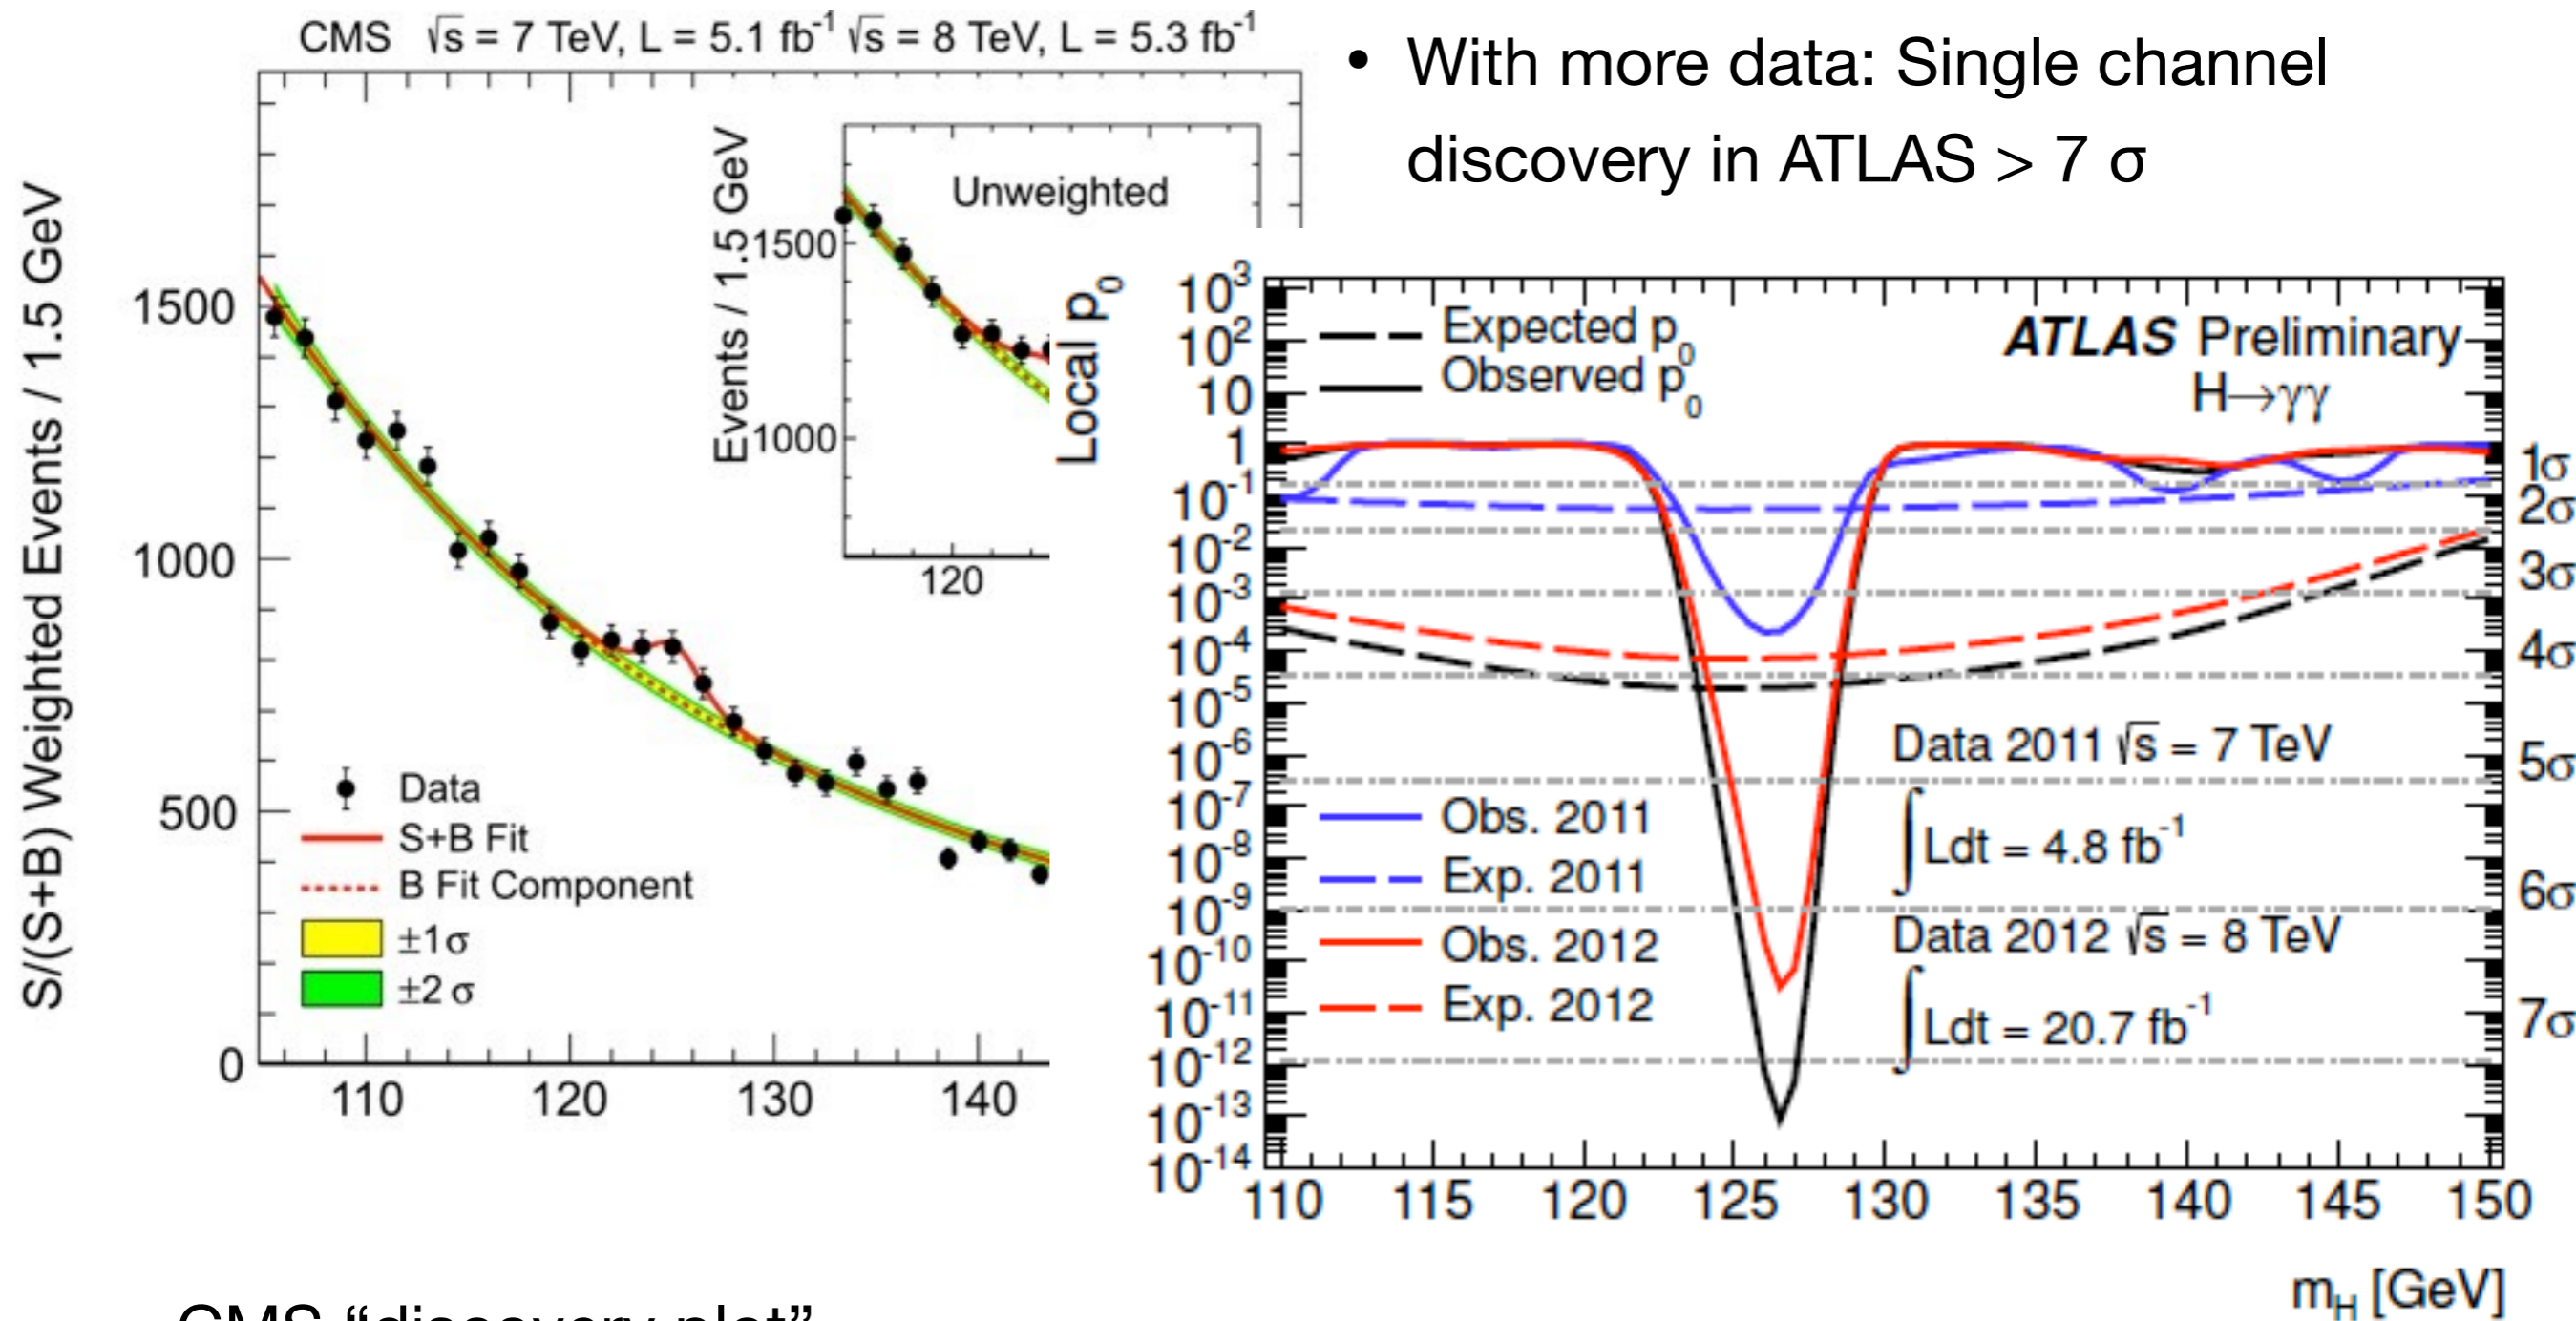 CMS √s = 7 TeV, L = 5.1 fb⁻¹ √s = 8 TeV, L = 5.3 fb⁻¹
S/(S+B) Weighted Events / 1.5 GeV
1500
1000
500
0
110 120 130 140
Data
S+B Fit
B Fit Component
±1σ
±2 σ
Events / 1.5 GeV
Unweighted
1500
1000
120
• With more data: Single channel
discovery in ATLAS > 7 σ
Local p₀
10³
10²
10
1
10⁻¹
10⁻²
10⁻³
10⁻⁴
10⁻⁵
10⁻⁶
10⁻⁷
10⁻⁸
10⁻⁹
10⁻¹⁰
10⁻¹¹
10⁻¹²
10⁻¹³
10⁻¹⁴
Expected p₀
Observed p₀
ATLAS Preliminary
H→γγ
1σ
2σ
3σ
4σ
5σ
6σ
7σ
Data 2011 √s = 7 TeV
∫Ldt = 4.8 fb⁻¹
Data 2012 √s = 8 TeV
∫Ldt = 20.7 fb⁻¹
Obs. 2011
Exp. 2011
Obs. 2012
Exp. 2012
110 115 120 125 130 135 140 145 150
m_H [GeV]
CMS “discovery plot”